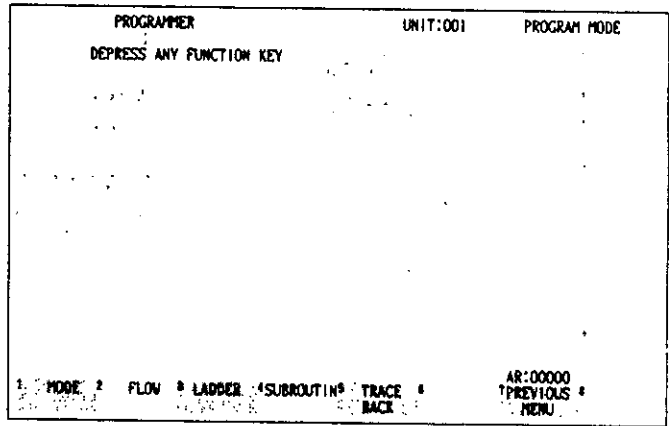 PROGRAMMER UNIT:001 PROGRAM MODE
DEPRESS ANY FUNCTION KEY
AR:00000
1 MODE 2 FLOW 3 LADDER 4 SUBROUTIN 5 TRACE 6 7 PREVIOUS 8
BACK MENU